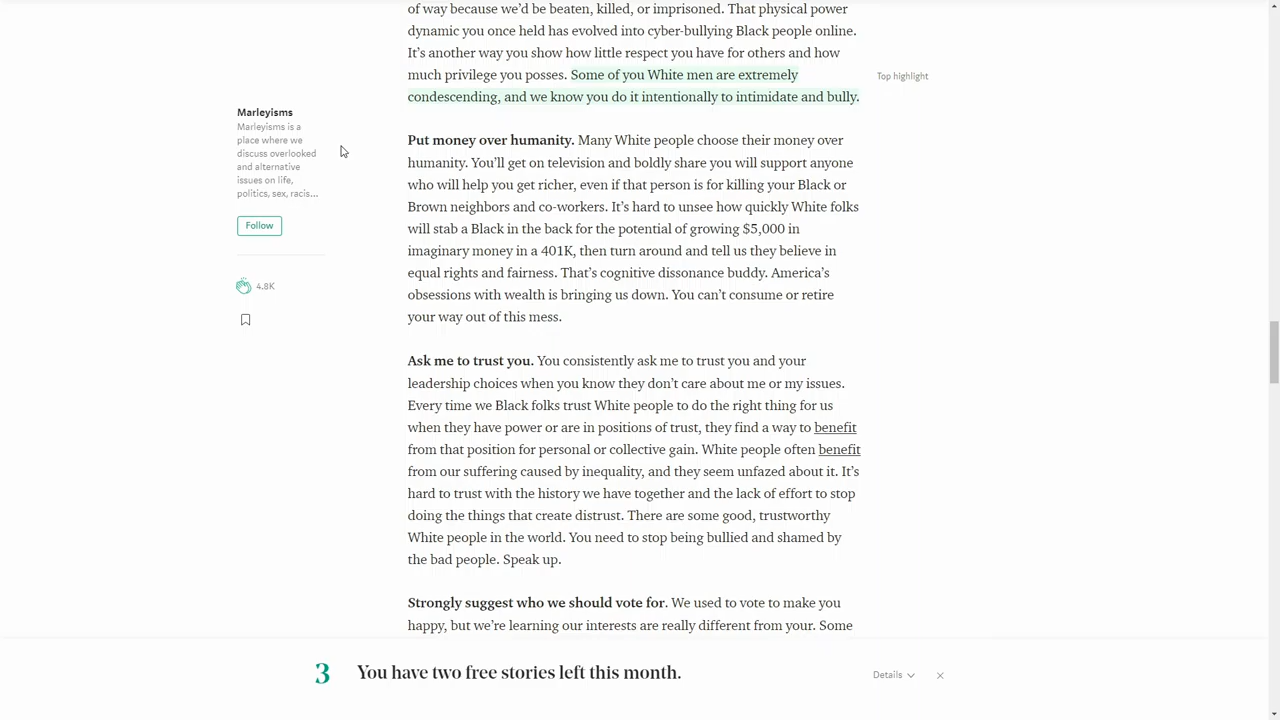 of way because we'd be beaten, killed, or imprisoned. That physical power
dynamic you once held has evolved into cyber-bullying Black people online.
It's another way you show how little respect you have for others and how
much privilege you posses. Some of you White men are extremely
condescending, and we know you do it intentionally to intimidate and bully.
Top highlight
Marleyisms
Marleyisms is a
place where we
discuss overlooked
and alternative
issues on life,
politics, sex, racis...
Follow
4.8K
Put money over humanity. Many White people choose their money over
humanity. You'll get on television and boldly share you will support anyone
who will help you get richer, even if that person is for killing your Black or
Brown neighbors and co-workers. It's hard to unsee how quickly White folks
will stab a Black in the back for the potential of growing $5,000 in
imaginary money in a 401K, then turn around and tell us they believe in
equal rights and fairness. That's cognitive dissonance buddy. America's
obsessions with wealth is bringing us down. You can't consume or retire
your way out of this mess.
Ask me to trust you. You consistently ask me to trust you and your
leadership choices when you know they don't care about me or my issues.
Every time we Black folks trust White people to do the right thing for us
when they have power or are in positions of trust, they find a way to benefit
from that position for personal or collective gain. White people often benefit
from our suffering caused by inequality, and they seem unfazed about it. It's
hard to trust with the history we have together and the lack of effort to stop
doing the things that create distrust. There are some good, trustworthy
White people in the world. You need to stop being bullied and shamed by
the bad people. Speak up.
Strongly suggest who we should vote for. We used to vote to make you
happy, but we're learning our interests are really different from your. Some
3 You have two free stories left this month.
Details